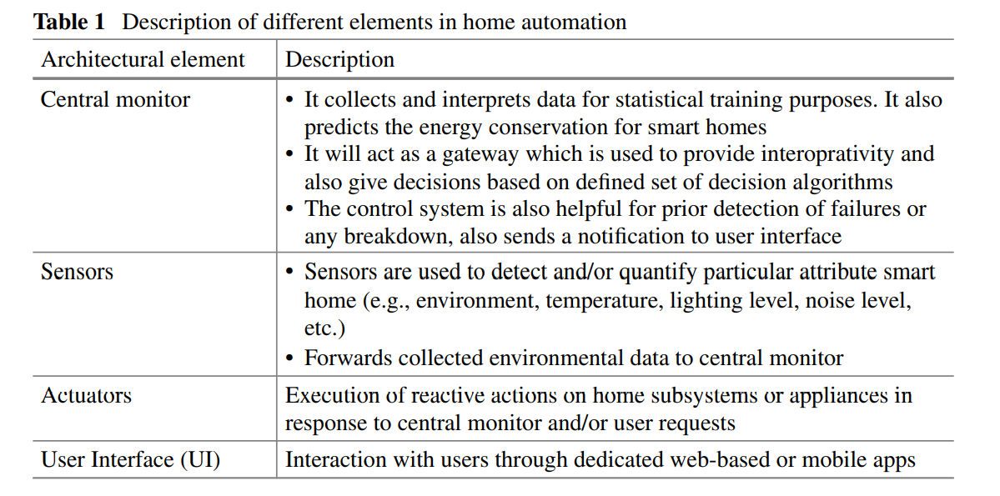 Table 1 Description of different elements in home automation
Architectural element Description
Central monitor • It collects and interprets data for statistical training purposes. It also
predicts the energy conservation for smart homes
• It will act as a gateway which is used to provide interoprativity and
also give decisions based on defined set of decision algorithms
• The control system is also helpful for prior detection of failures or
any breakdown, also sends a notification to user interface
Sensors • Sensors are used to detect and/or quantify particular attribute smart
home (e.g., environment, temperature, lighting level, noise level,
etc.)
• Forwards collected environmental data to central monitor
Actuators Execution of reactive actions on home subsystems or appliances in
response to central monitor and/or user requests
User Interface (UI) Interaction with users through dedicated web-based or mobile apps